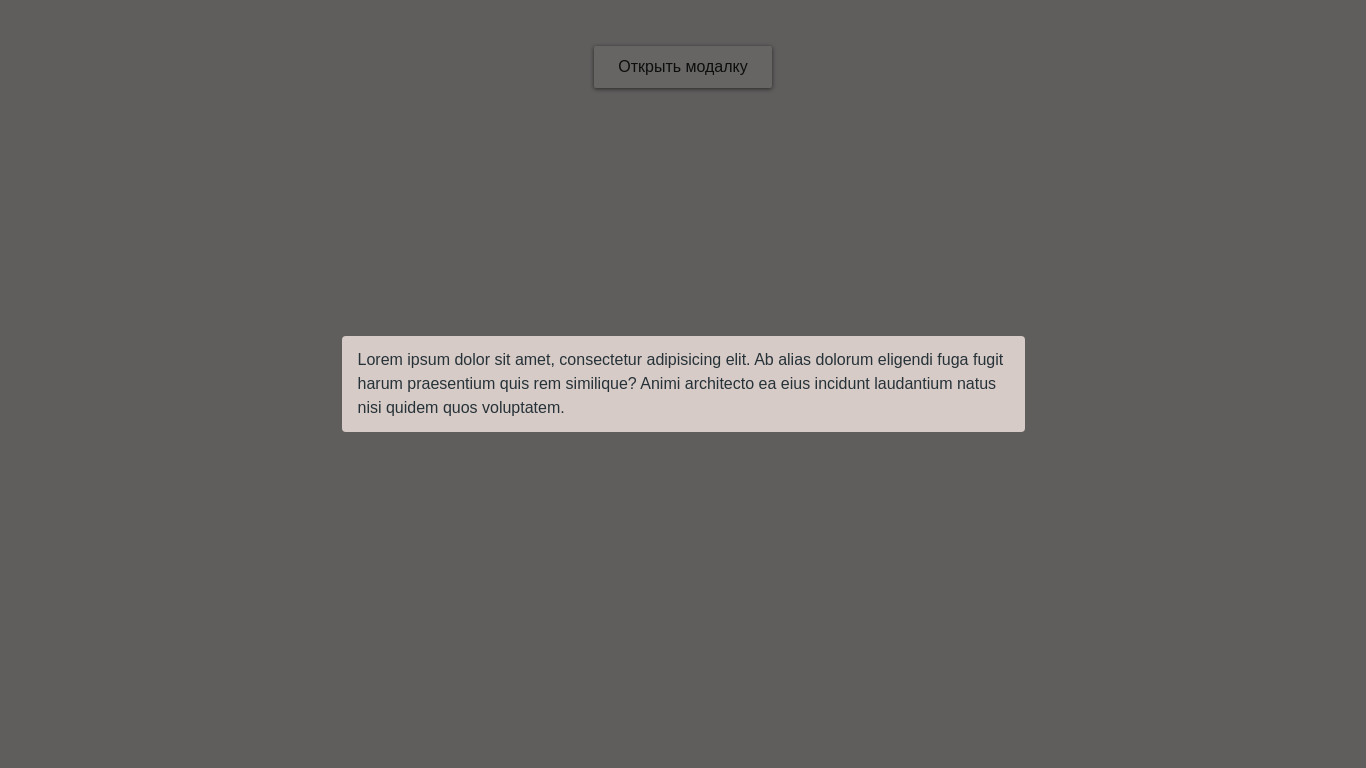 Открыть модалку
Lorem ipsum dolor sit amet, consectetur adipisicing elit. Ab alias dolorum eligendi fuga fugit
harum praesentium quis rem similique? Animi architecto ea eius incidunt laudantium natus
nisi quidem quos voluptatem.